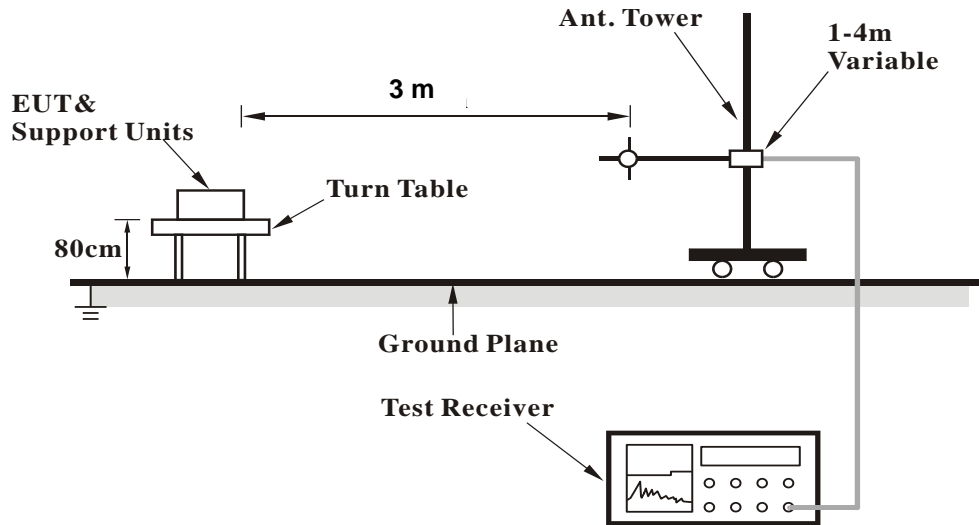 Ant. Tower
1-4m
Variable
3 m
EUT&
Support Units
Turn Table
80cm
Ground Plane
Test Receiver